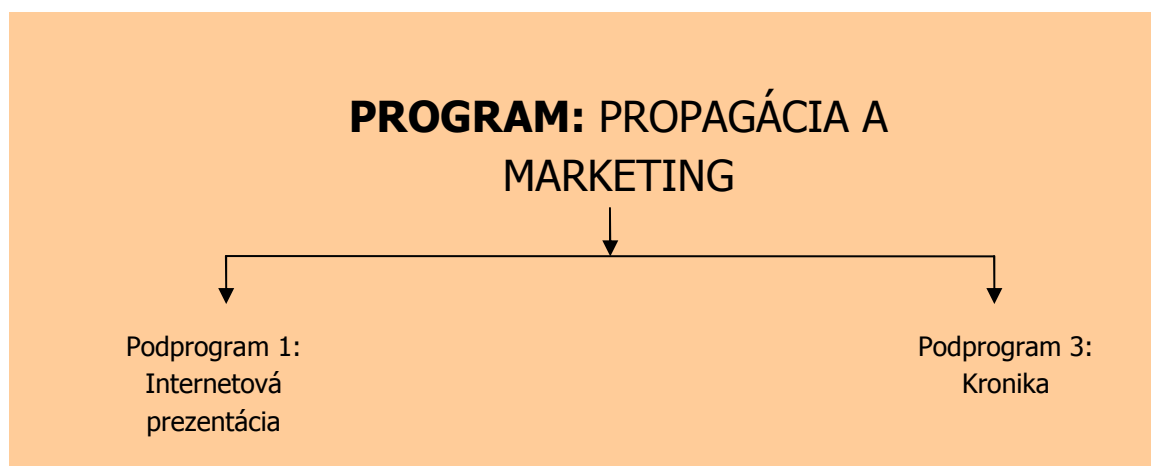 PROGRAM: PROPAGÁCIA A
MARKETING
Podprogram 1:
Internetová
prezentácia
Podprogram 3:
Kronika